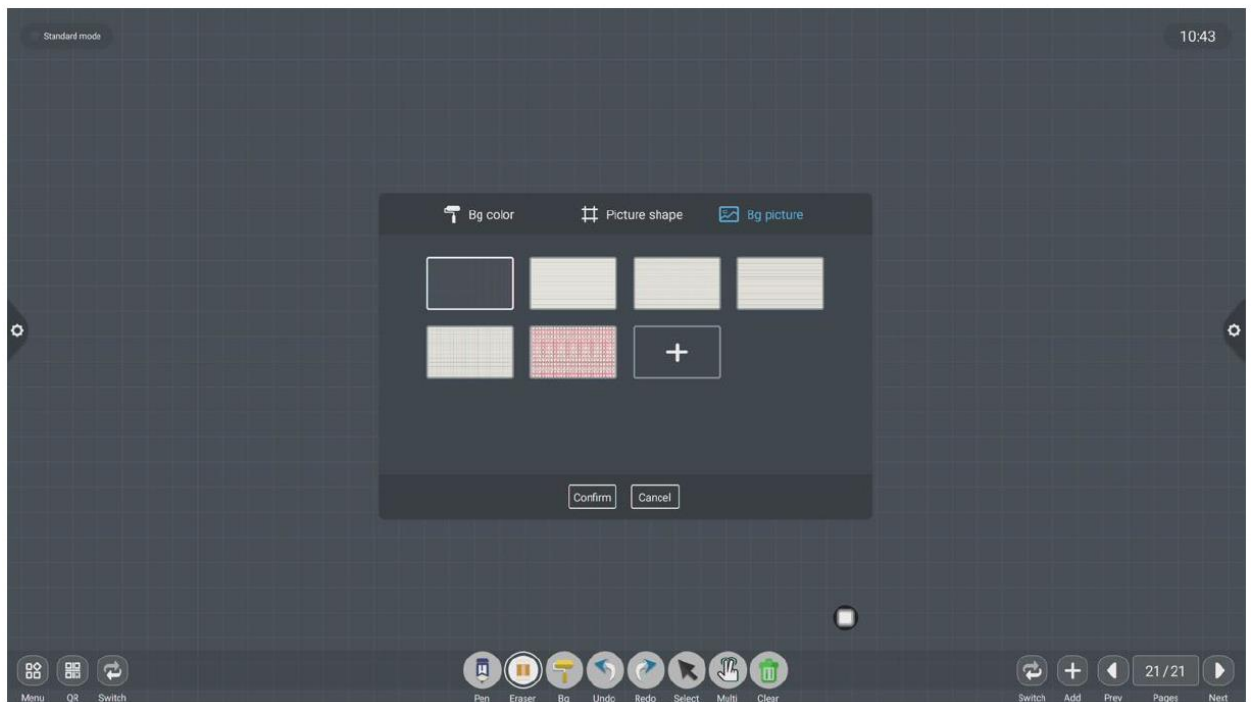 Standard mode
10:43
Bg color Picture shape Bg picture
Confirm Cancel
21/21
Menu QR Switch Pen Eraser Bg Undo Redo Select Multi Clear Switch Add Prev Pages Next